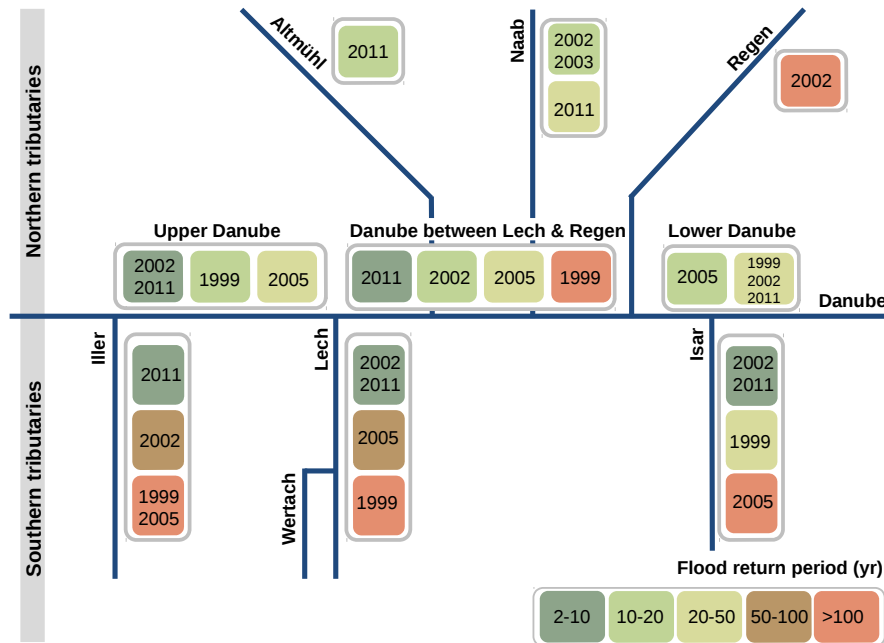 Northern tributaries
Altmühl
2011
Naab
2002
2003
2011
Regen
2002
Upper Danube
2002
2011
1999
2005
Danube between Lech & Regen
2011
2002
2005
1999
Lower Danube
2005
1999
2002
2011
Danube
Southern tributaries
Iller
2011
2002
1999
2005
Lech
Wertach
2002
2011
2005
1999
Isar
2002
2011
1999
2005
Flood return period (yr)
2-10
10-20
20-50
50-100
>100